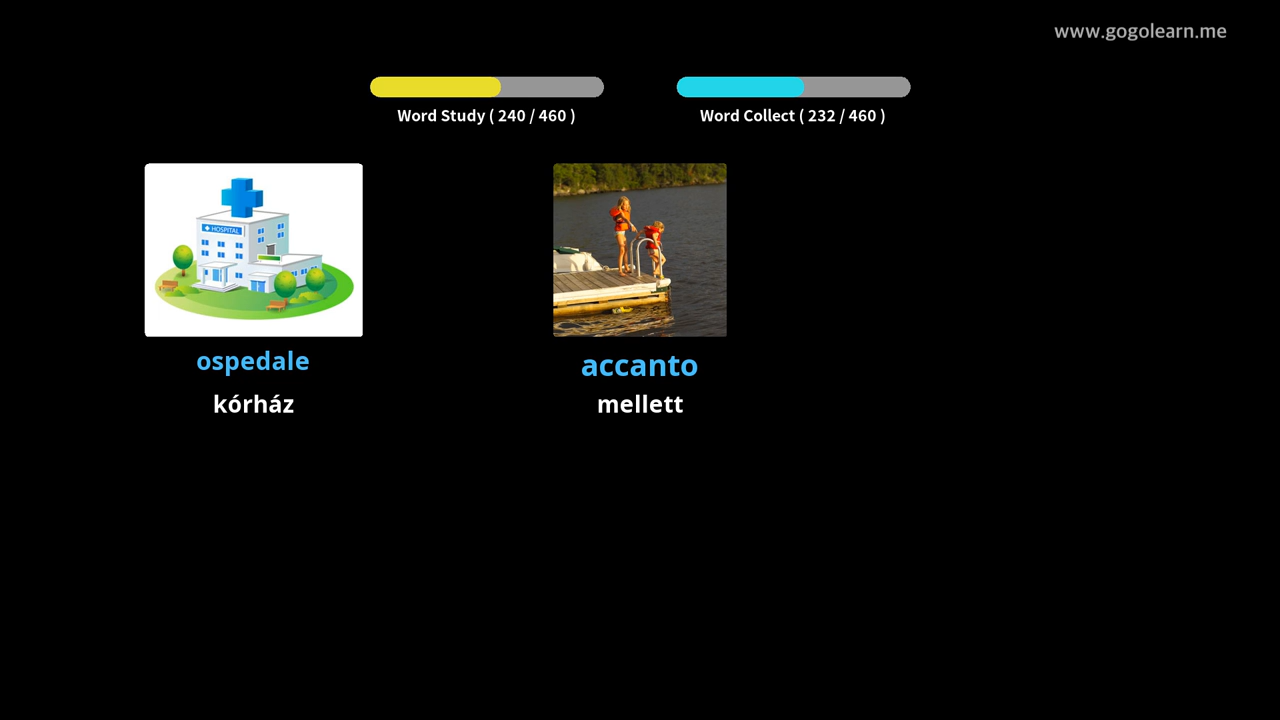 www.gogolearn.me
Word Study ( 240 / 460 )
Word Collect ( 232 / 460 )
HOSPITAL
ospedale
accanto
kórház
mellett